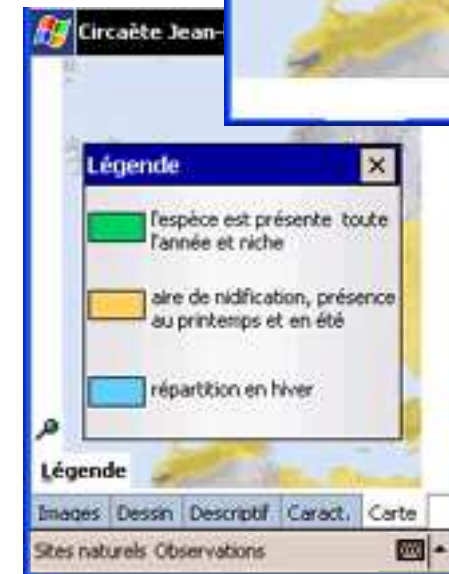 Circaète Jean-
Légende
l'espèce est présente toute
l'année et niche
aire de nidification, présence
au printemps et en été
répartition en hiver
Légende
Images Dessin Descriptif Caract. Carte
Sites naturels Observations